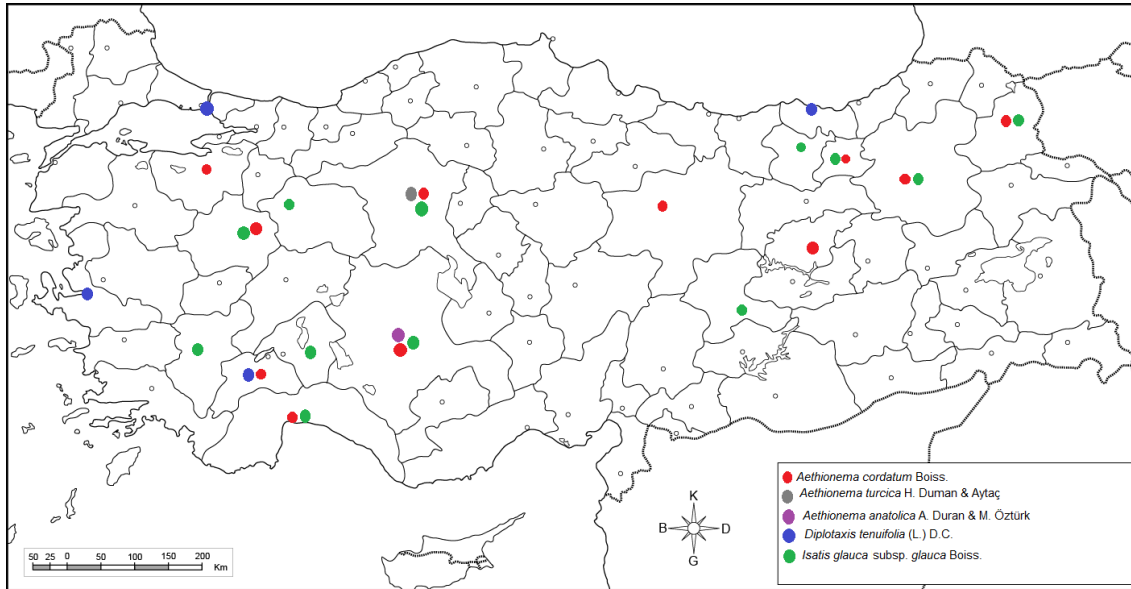 Aethionema cordatum Boiss.
Aethionema turcica H. Duman & Aytaç
Aethionema anatolica A. Duran & M. Öztürk
Diplotaxis tenuifolia (L.) D.C.
Isatis glauca subsp. glauca Boiss.
K
B D
G
50 25 0 50 100 150 200
Km